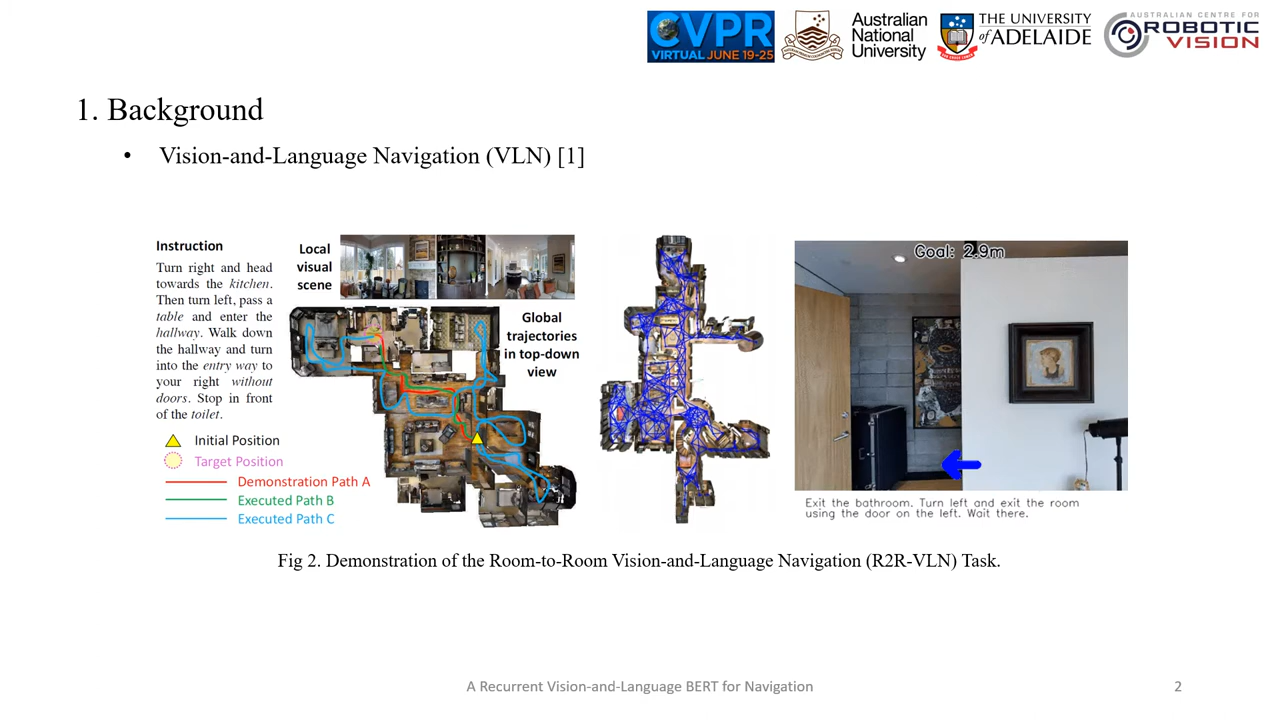 CVPR
VIRTUAL JUNE 19-25
Australian
National
University
THE UNIVERSITY
of ADELAIDE
AUSTRALIAN CENTRE FOR
ROBOTIC
VISION
1. Background
• Vision-and-Language Navigation (VLN) [1]
Instruction
Turn right and head
towards the kitchen.
Then turn left, pass a
table and enter the
hallway. Walk down
the hallway and turn
into the entry way to
your right without
doors. Stop in front
of the toilet.
Initial Position
Target Position
Demonstration Path A
Executed Path B
Executed Path C
Local
visual
scene
Global
trajectories
in top-down
view
Goal: 2.9m
Exit the bathroom. Turn left and exit the room
using the door on the left. Wait there.
Fig 2. Demonstration of the Room-to-Room Vision-and-Language Navigation (R2R-VLN) Task.
A Recurrent Vision-and-Language BERT for Navigation
2